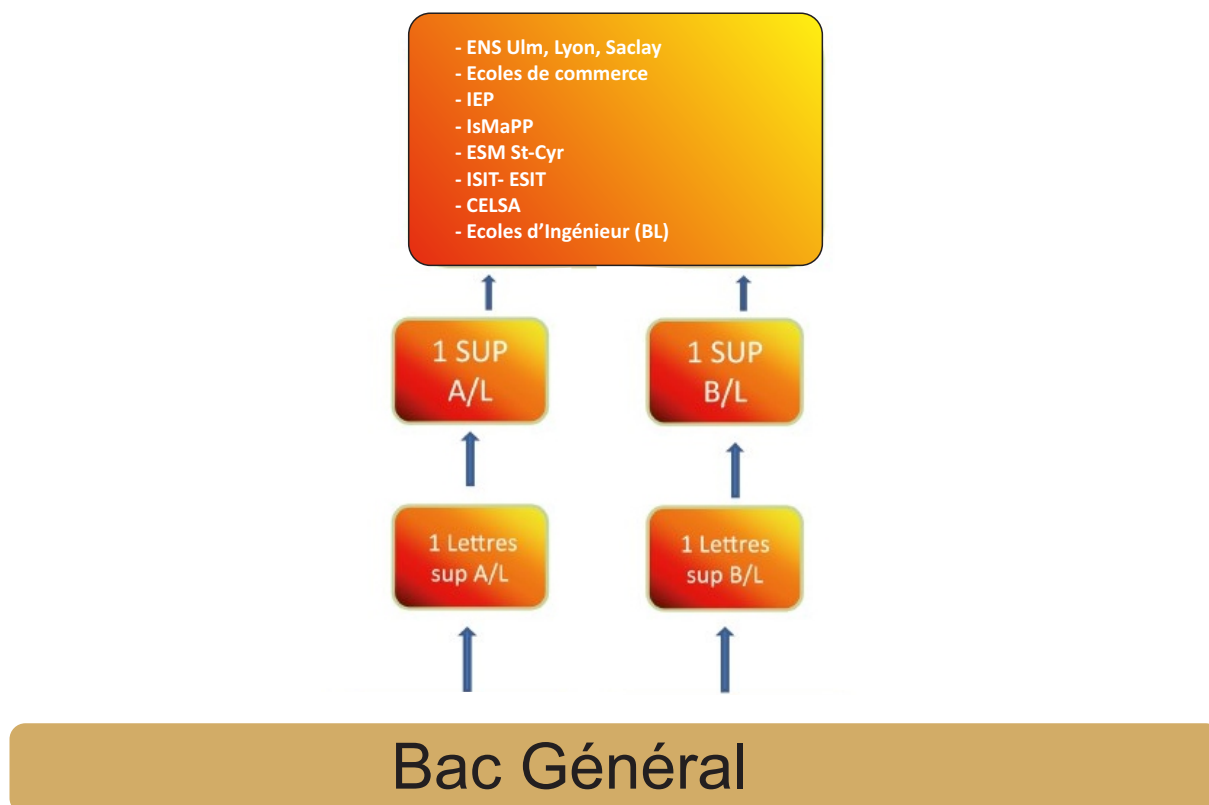 - ENS Ulm, Lyon, Saclay
- Ecoles de commerce
- IEP
- IsMaPP
- ESM St-Cyr
- ISIT- ESIT
- CELSA
- Ecoles d’Ingénieur (BL)
1 SUP
A/L
1 SUP
B/L
1 Lettres
sup A/L
1 Lettres
sup B/L
Bac Général